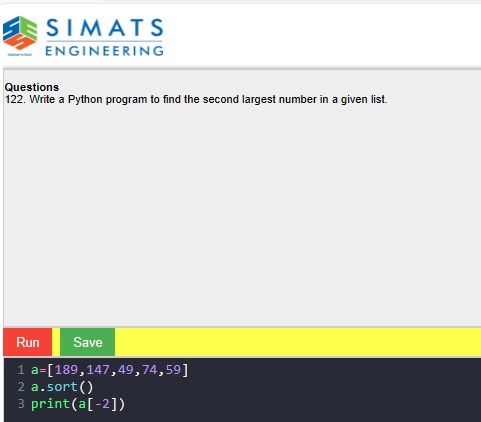 SIMATS
ENGINEERING
Questions
122. Write a Python program to find the second largest number in a given list.
Run Save
1 a=[189,147,49,74,59]
2 a.sort()
3 print(a[-2])